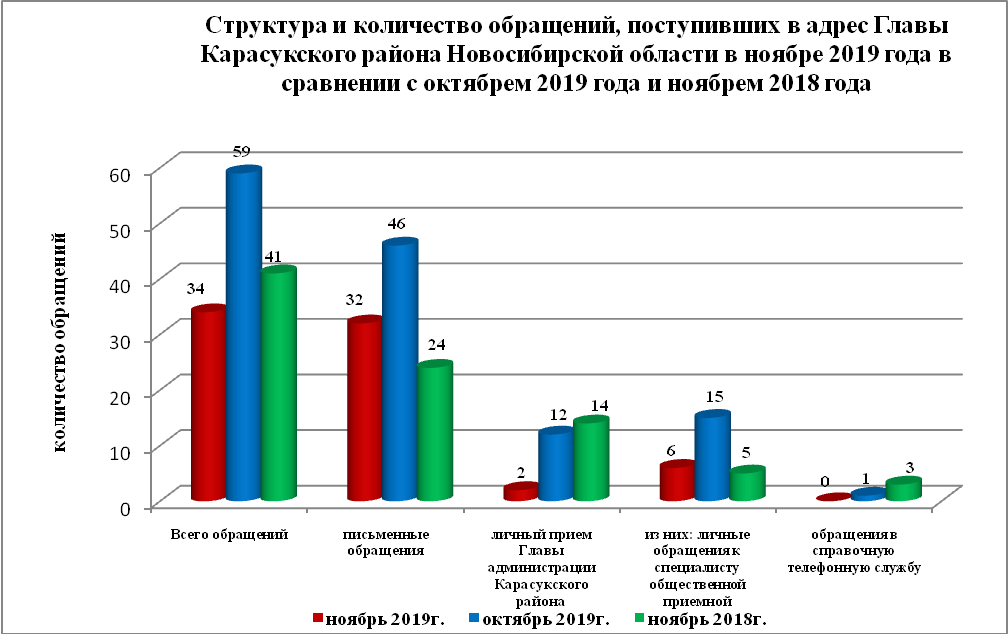 Структура и количество обращений, поступивших в адрес Главы
Карасукского района Новосибирской области в ноябре 2019 года в
сравнении с октябрем 2019 года и ноябрем 2018 года
количество обращений
60
50
40
30
20
10
0
34
59
41
32
46
24
2
12
14
6
15
5
0
1
3
Всего обращений
письменные
обращения
личный прием
Главы
администрации
Карасукского
района
из них: личные
обращения к
специалисту
общественной
приемной
обращения в
справочную
телефонную службу
ноябрь 2019г.
октябрь 2019г.
ноябрь 2018г.